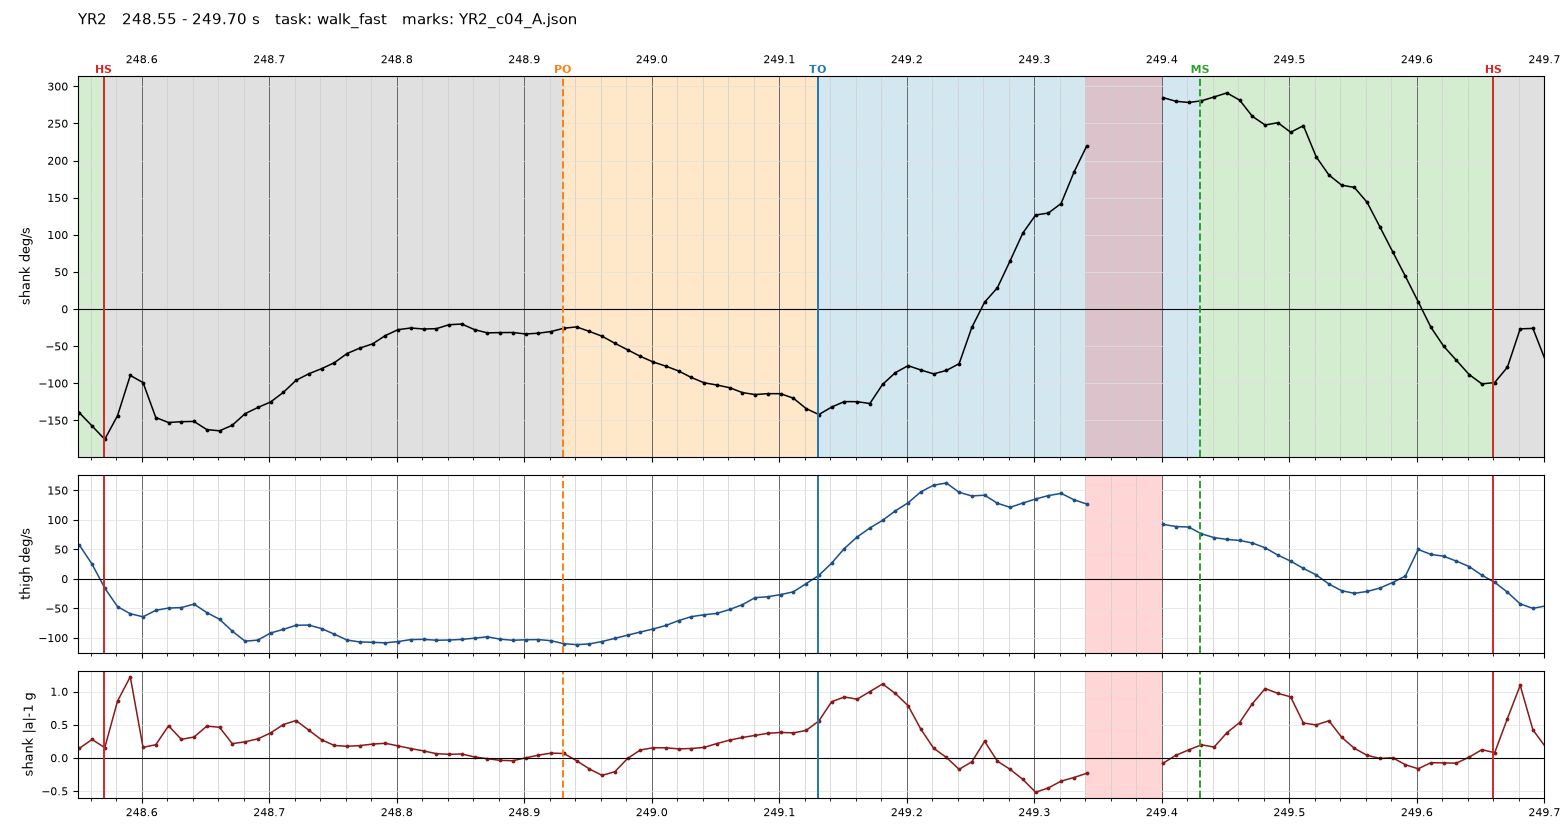 YR2   248.55 - 249.70 s   task: walk_fast   marks: YR2_c04_A.json
248.6 248.7 248.8 248.9 249.0 249.1 249.2 249.3 249.4 249.5 249.6 249.7
HS PO TO MS HS
shank deg/s
300
250
200
150
100
50
0
−50
−100
−150
thigh deg/s
150
100
50
0
−50
−100
shank |a|-1 g
1.0
0.5
0.0
−0.5
248.6 248.7 248.8 248.9 249.0 249.1 249.2 249.3 249.4 249.5 249.6 249.7